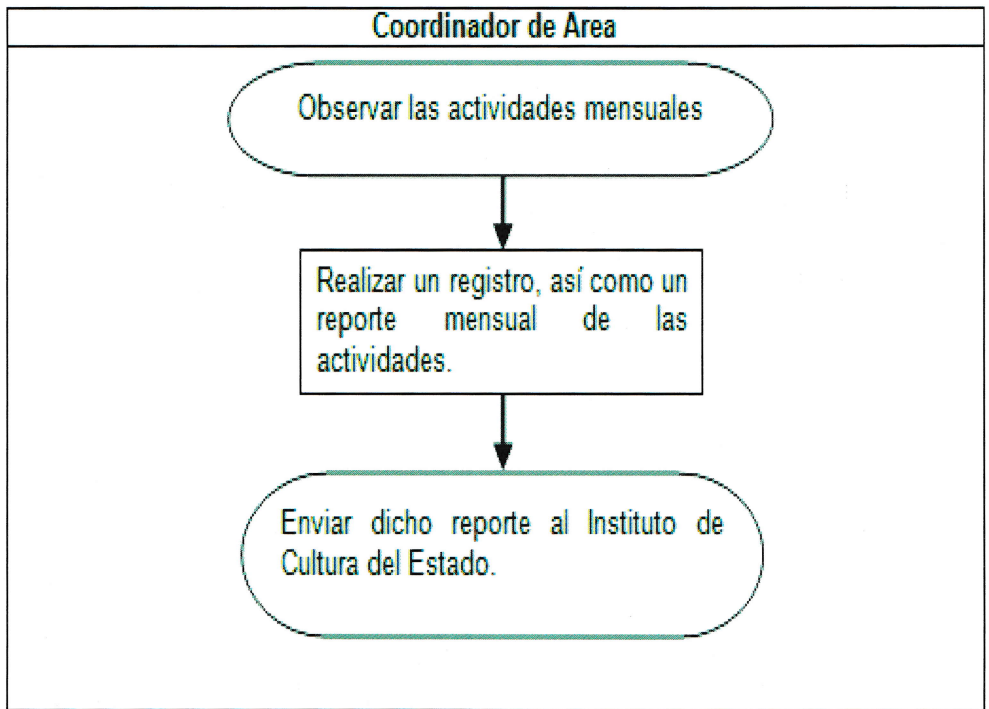 Coordinador de Area
Observar las actividades mensuales
Realizar un registro, así como un
reporte mensual de las
actividades.
Enviar dicho reporte al Instituto de
Cultura del Estado.